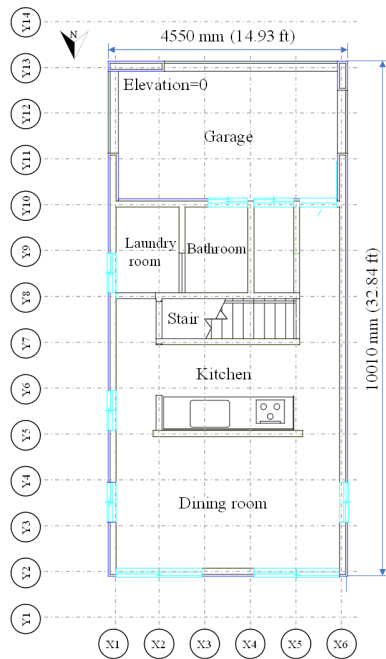 Y14
N
4550 mm (14.93 ft)
Y13
Elevation=0
Y12
Garage
Y11
Y10
Y9
Laundry
room
Bathroom
Y8
Stair
Y7
10010 mm (32.84 ft)
Kitchen
Y6
Y5
Y4
Dining room
Y3
Y2
Y1
X1 X2 X3 X4 X5 X6